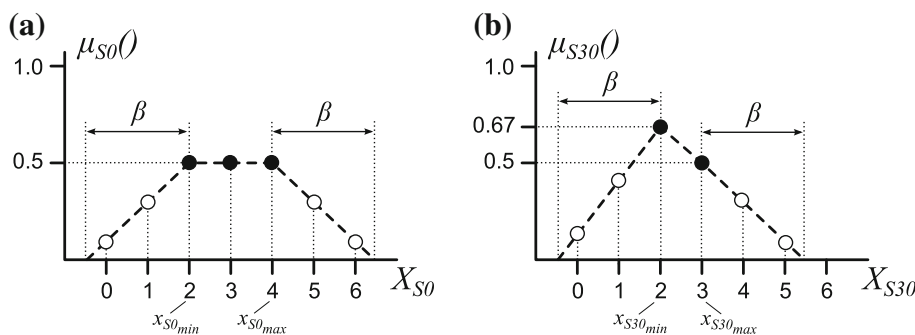 (a)
μS0()
1.0
β
β
0.5
0 1 2 3 4 5 6
XS0
xS0min
xS0max
(b)
μS30()
1.0
β
0.67
β
0.5
0 1 2 3 4 5 6
XS30
xS30min
xS30max